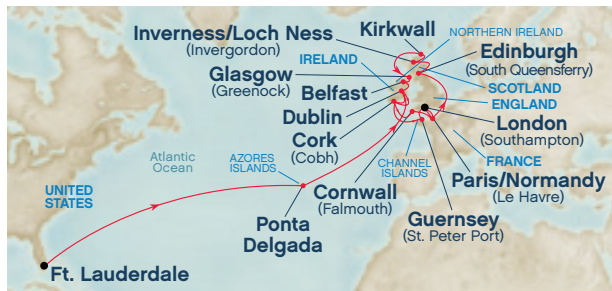 Inverness/Loch Ness
(Invergordon)
Kirkwall
NORTHERN IRELAND
IRELAND
Edinburgh
(South Queensferry)
Glasgow
(Greenock)
SCOTLAND
Belfast
ENGLAND
Dublin
London
(Southampton)
Cork
(Cobh)
Atlantic
Ocean
AZORES
ISLANDS
CHANNEL
ISLANDS
FRANCE
Paris/Normandy
(Le Havre)
UNITED
STATES
Cornwall
(Falmouth)
Ponta
Delgada
Guernsey
(St. Peter Port)
Ft. Lauderdale